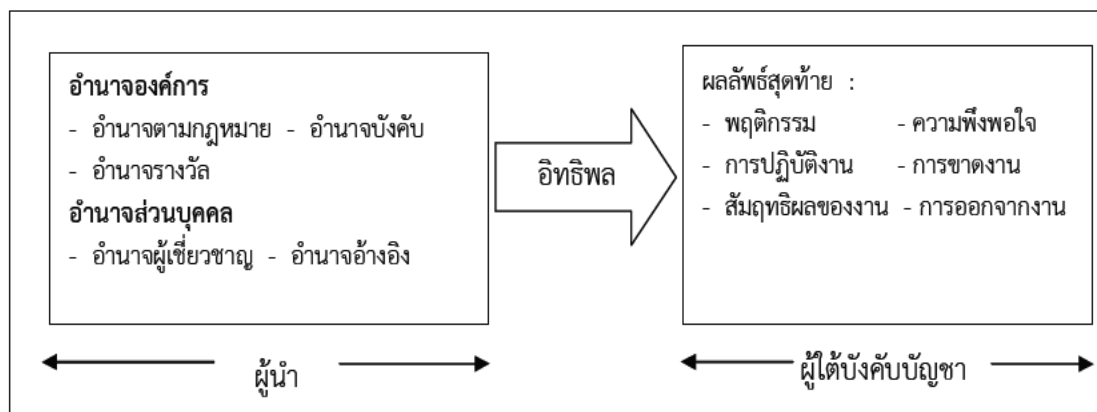 อำนาจองค์การ
- อำนาจตามกฎหมาย - อำนาจบังคับ
- อำนาจรางวัล
อำนาจส่วนบุคคล
- อำนาจผู้เชี่ยวชาญ - อำนาจอ้างอิง
อิทธิพล
ผลลัพธ์สุดท้าย :
- พฤติกรรม - ความพึงพอใจ
- การปฏิบัติงาน - การขาดงาน
- สัมฤทธิผลของงาน - การออกจากงาน
ผู้นำ
ผู้ใต้บังคับบัญชา